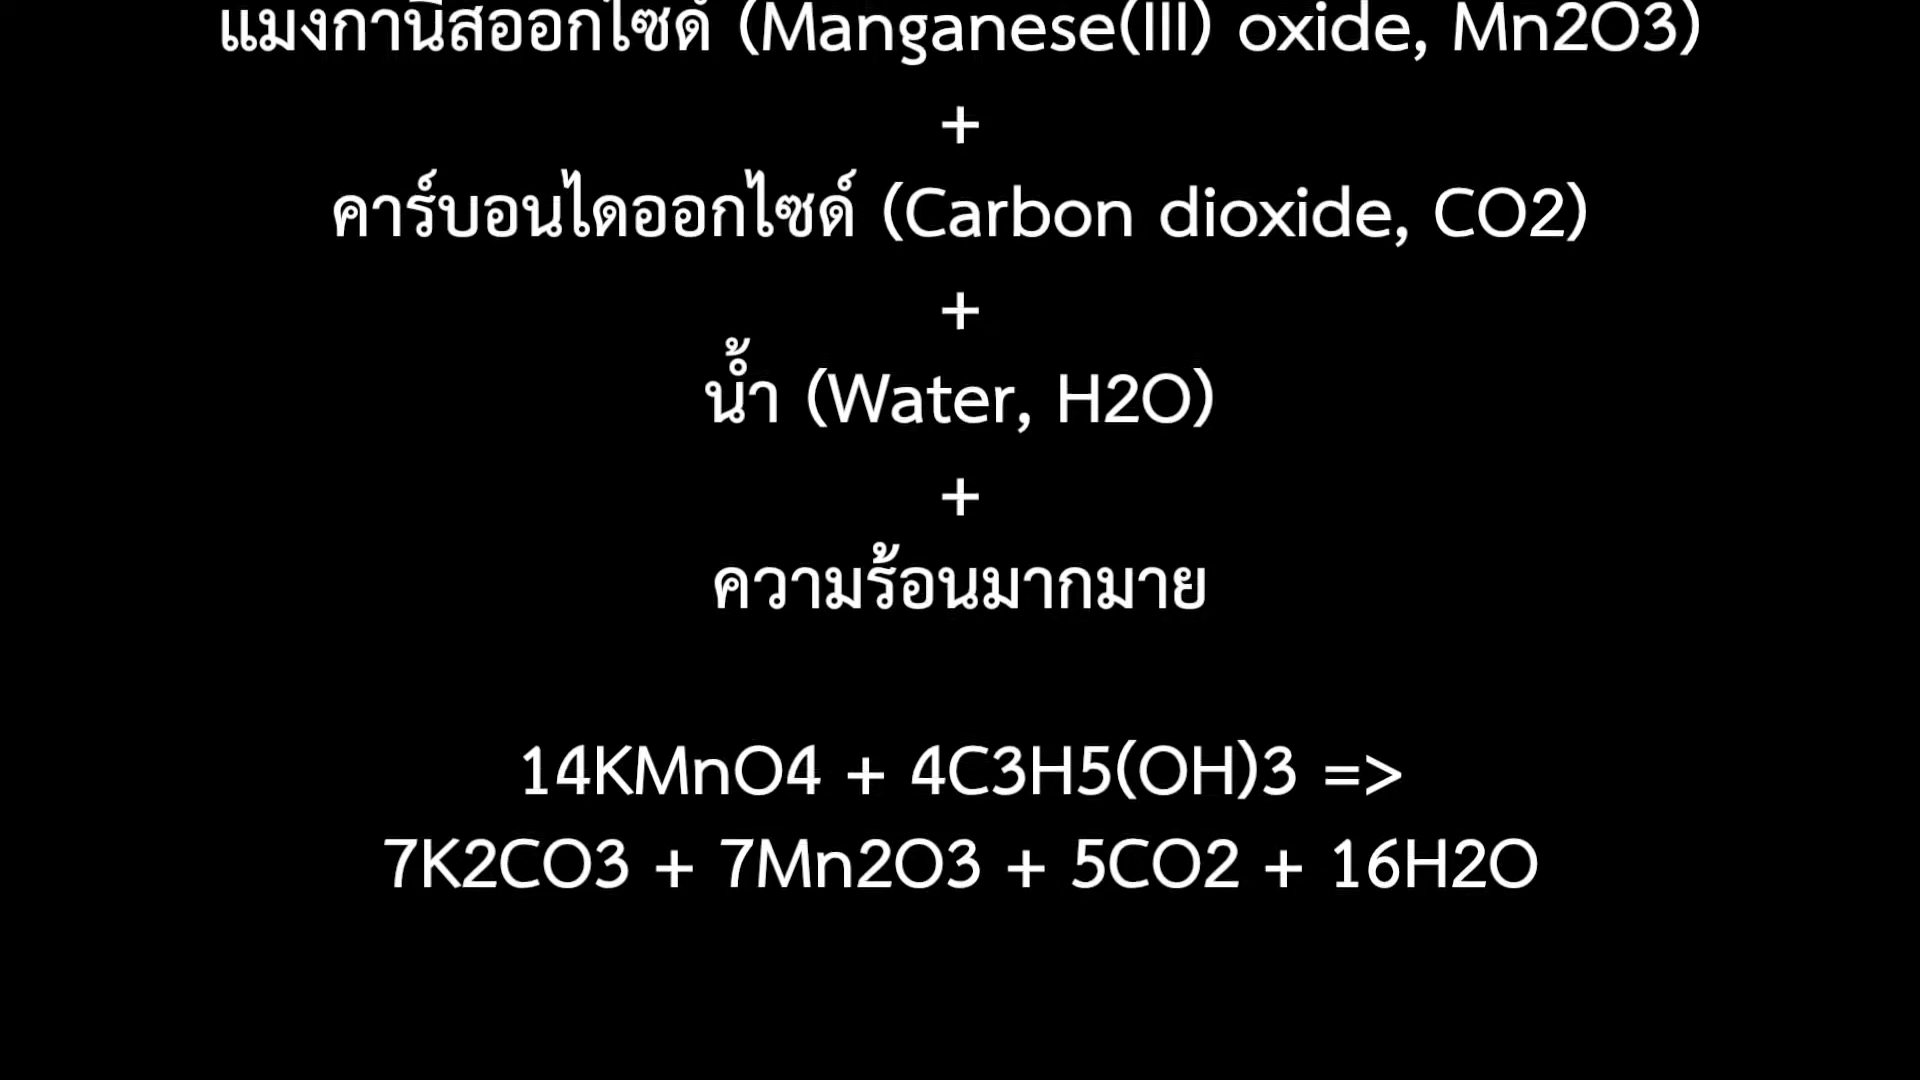 แมงกานีสออกไซด์ (Manganese(III) oxide, Mn2O3)
+
คาร์บอนไดออกไซด์ (Carbon dioxide, CO2)
+
น้ำ (Water, H2O)
+
ความร้อนมากมาย
14KMnO4 + 4C3H5(OH)3 =>
7K2CO3 + 7Mn2O3 + 5CO2 + 16H2O